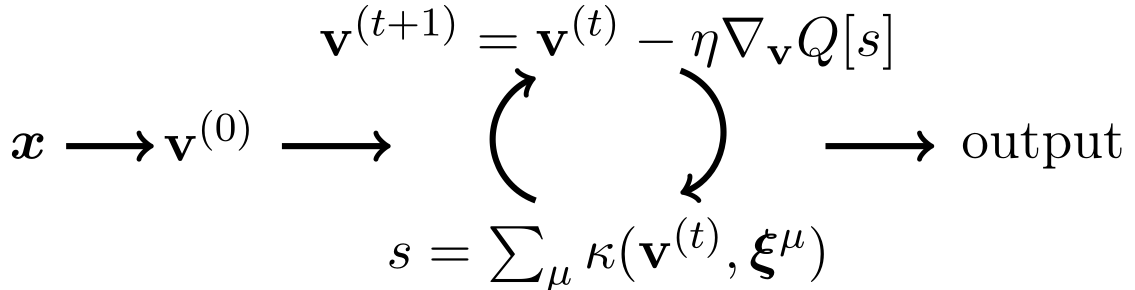 𝐯^(t+1) = 𝐯^(t) − η∇_𝐯 Q[s]
𝒙 ⟶ 𝐯^(0) ⟶ ⟶ output
s = ∑_μ κ(𝐯^(t), 𝝃^μ)